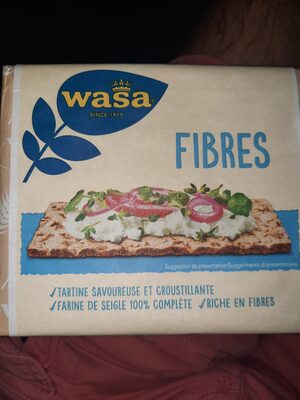 wasa
SINCE 1919
FIBRES
Suggestion de présentation/Suggerimento di presentazione
✓TARTINE SAVOUREUSE ET CROUSTILLANTE
✓FARINE DE SEIGLE 100% COMPLÈTE ✓RICHE EN FIBRES